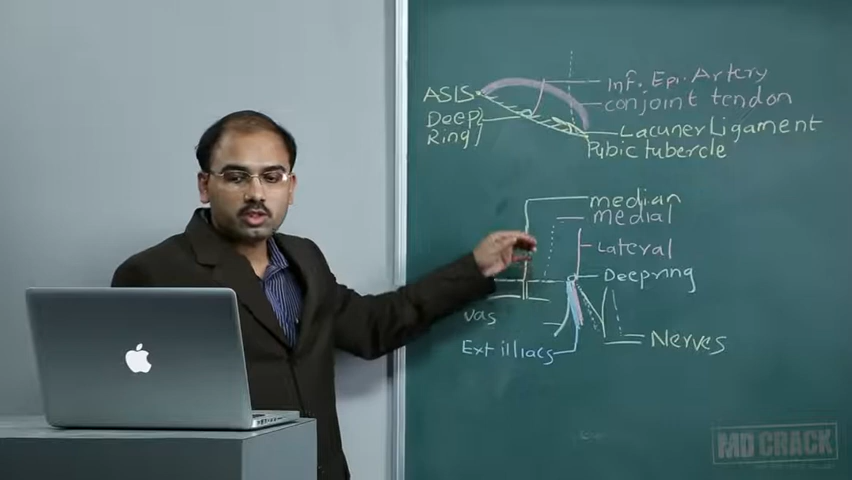 Inf. Epi. Artery
ASIS
conjoint tendon
Deep
Ring
Lacuner Ligament
Pubic tubercle
median
medial
Lateral
Deepring
vas
Nerves
Ext illiacs
MD CRACK